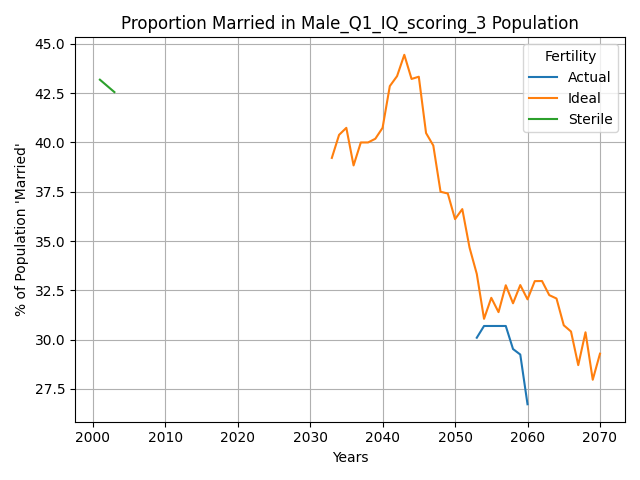 Proportion Married in Male_Q1_IQ_scoring_3 Population
Fertility
Actual
Ideal
Sterile
% of Population 'Married'
45.0
42.5
40.0
37.5
35.0
32.5
30.0
27.5
2000 2010 2020 2030 2040 2050 2060 2070
Years